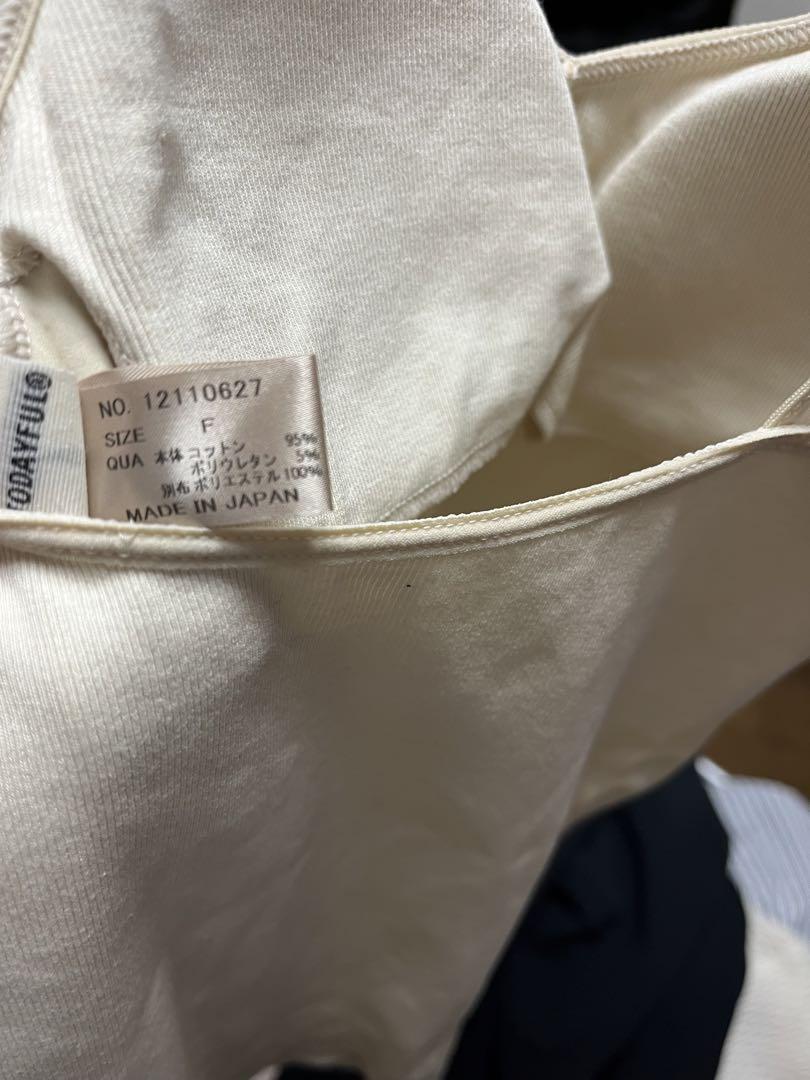 TODAYFUL®
NO. 12110627
SIZE F
QUA 本体 コットン 95%
ポリウレタン 5%
別布 ポリエステル 100%
MADE IN JAPAN